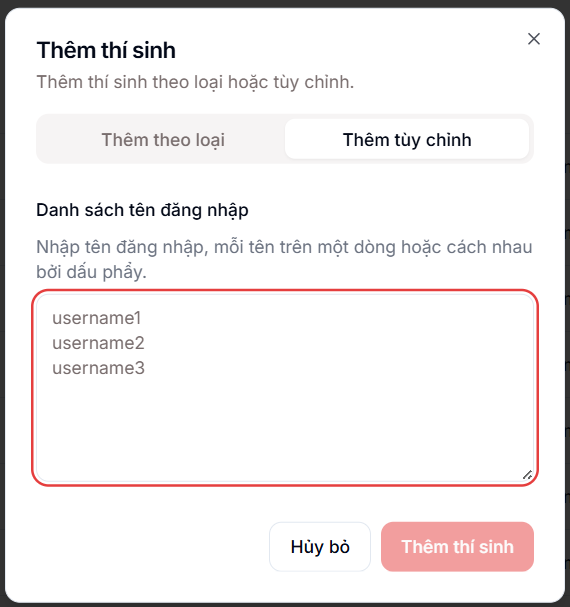 Thêm thí sinh
Thêm thí sinh theo loại hoặc tùy chỉnh.
Thêm theo loại
Thêm tùy chỉnh
Danh sách tên đăng nhập
Nhập tên đăng nhập, mỗi tên trên một dòng hoặc cách nhau
bởi dấu phẩy.
username1
username2
username3
Hủy bỏ
Thêm thí sinh